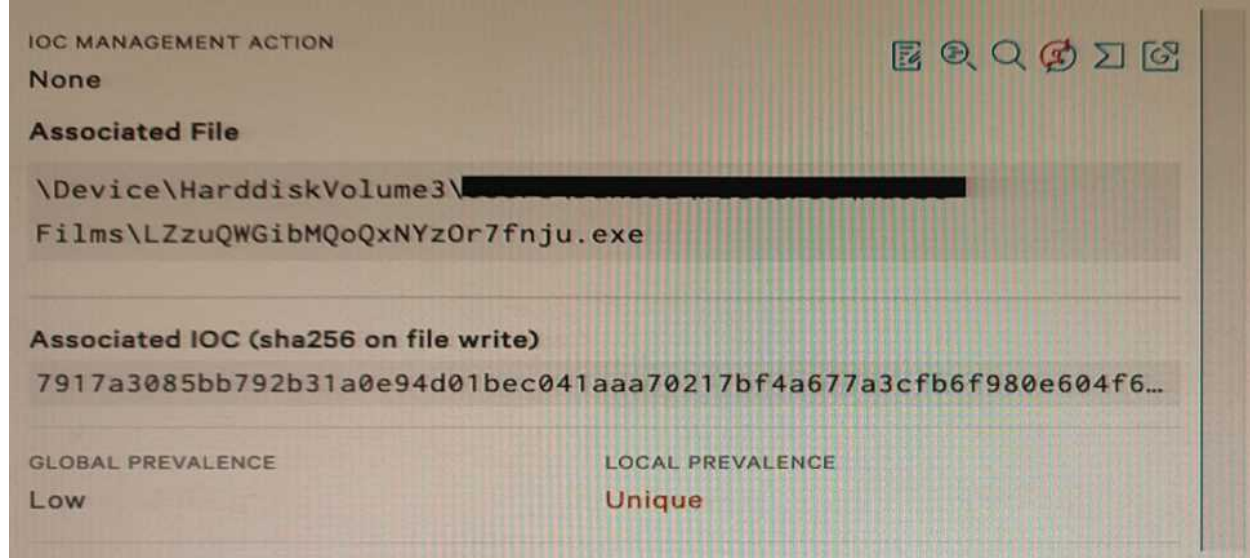 IOC MANAGEMENT ACTION
None
Associated File
\Device\HarddiskVolume3\
Films\LZzuQWGibMQoQxNYzOr7fnju.exe
Associated IOC (sha256 on file write)
7917a3085bb792b31a0e94d01bec041aaa70217bf4a677a3cfb6f980e604f6…
GLOBAL PREVALENCE
LOCAL PREVALENCE
Low
Unique